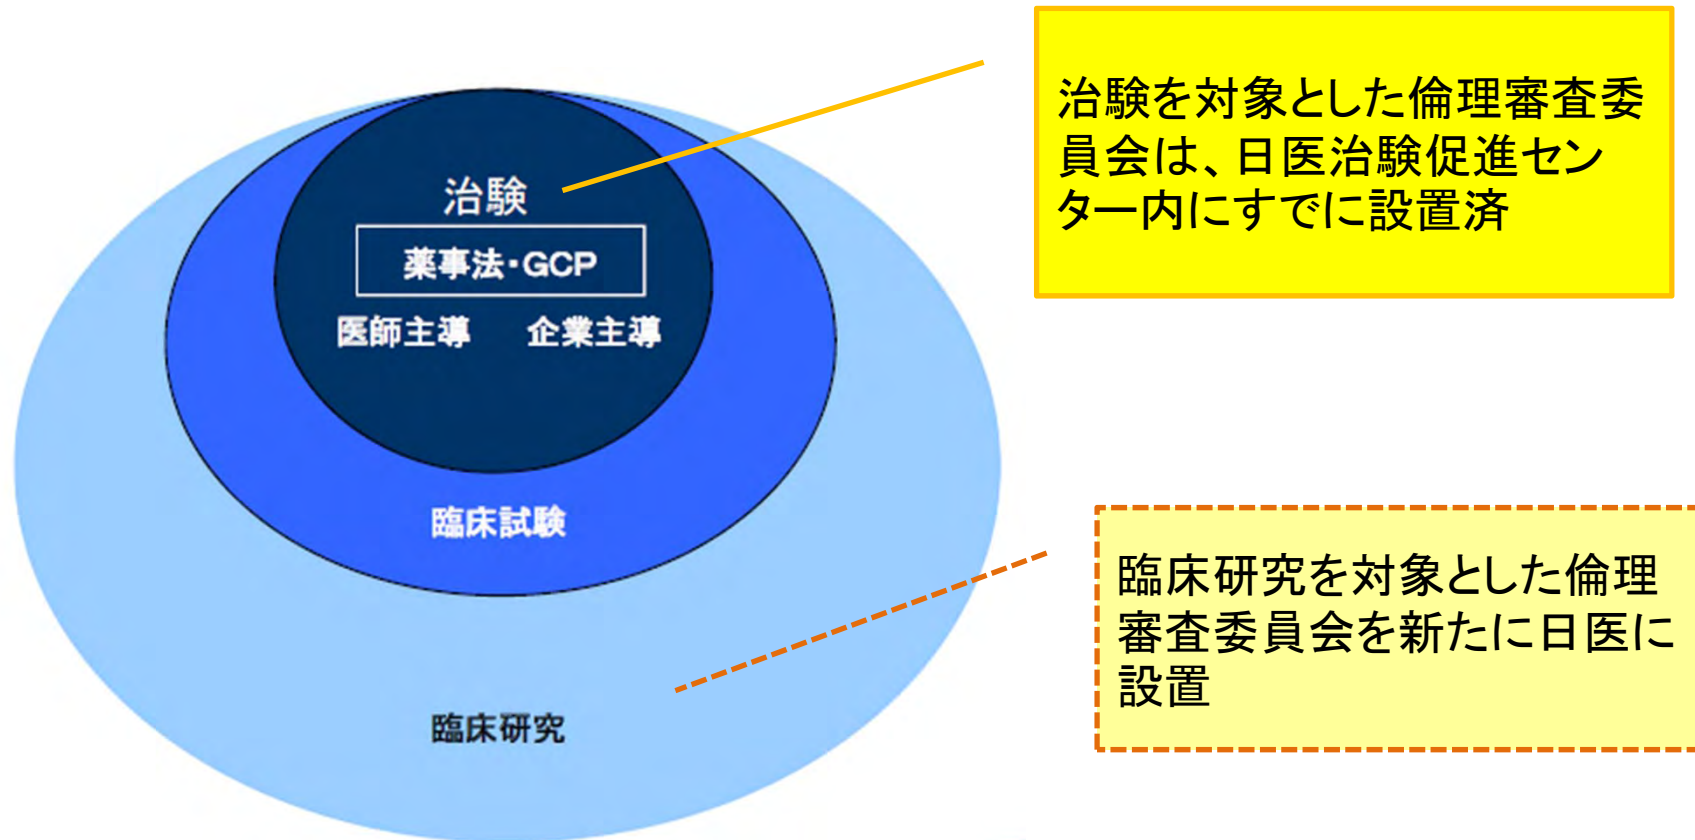 治験を対象とした倫理審査委
員会は、日医治験促進セン
ター内にすでに設置済
治験
薬事法・GCP
医師主導 企業主導
臨床試験
臨床研究を対象とした倫理
審査委員会を新たに日医に
設置
臨床研究